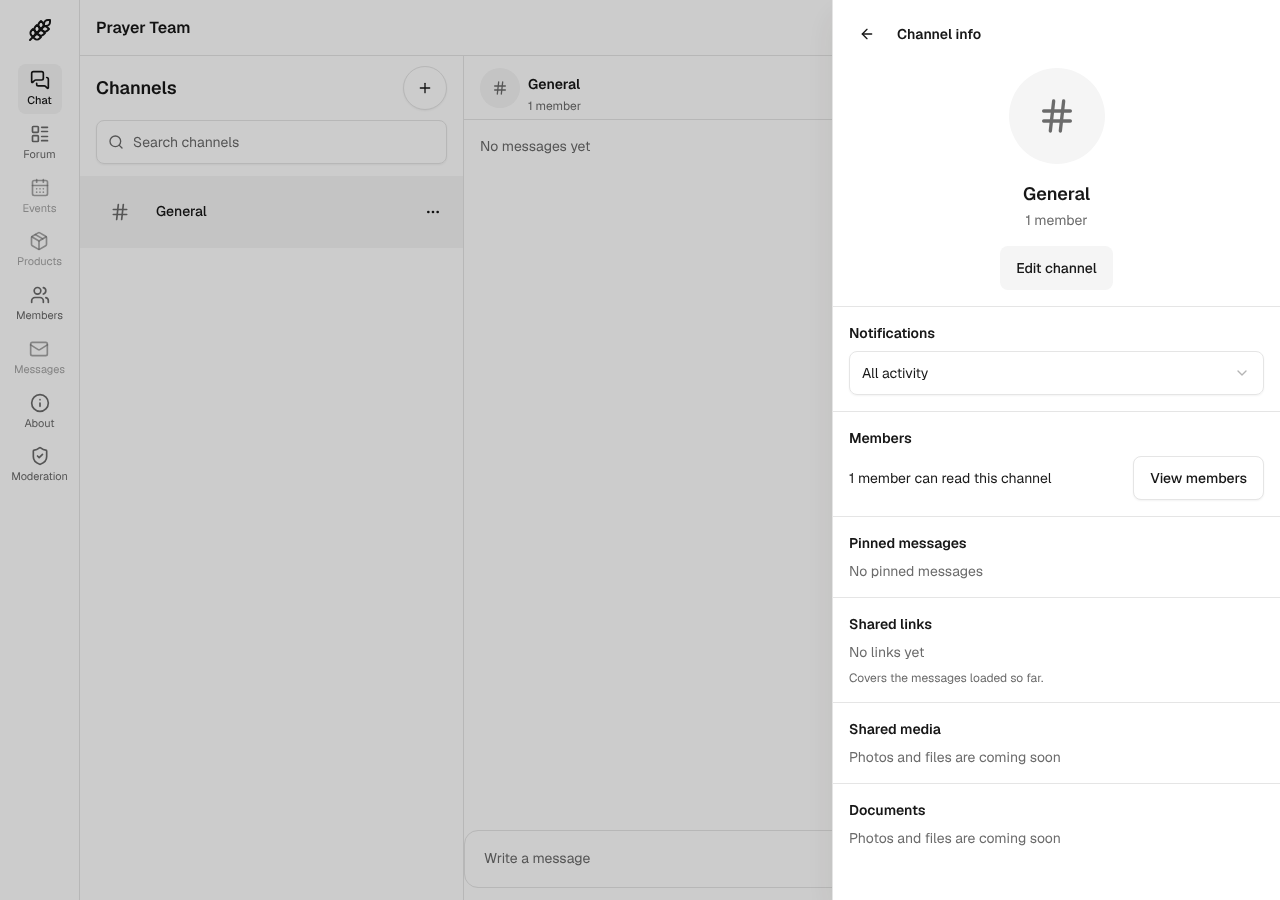 Prayer Team
Chat
Forum
Events
Products
Members
Messages
About
Moderation
Channels
Search channels
General
General
1 member
No messages yet
Write a message
Channel info
General
1 member
Edit channel
Notifications
All activity
Members
1 member can read this channel
View members
Pinned messages
No pinned messages
Shared links
No links yet
Covers the messages loaded so far.
Shared media
Photos and files are coming soon
Documents
Photos and files are coming soon